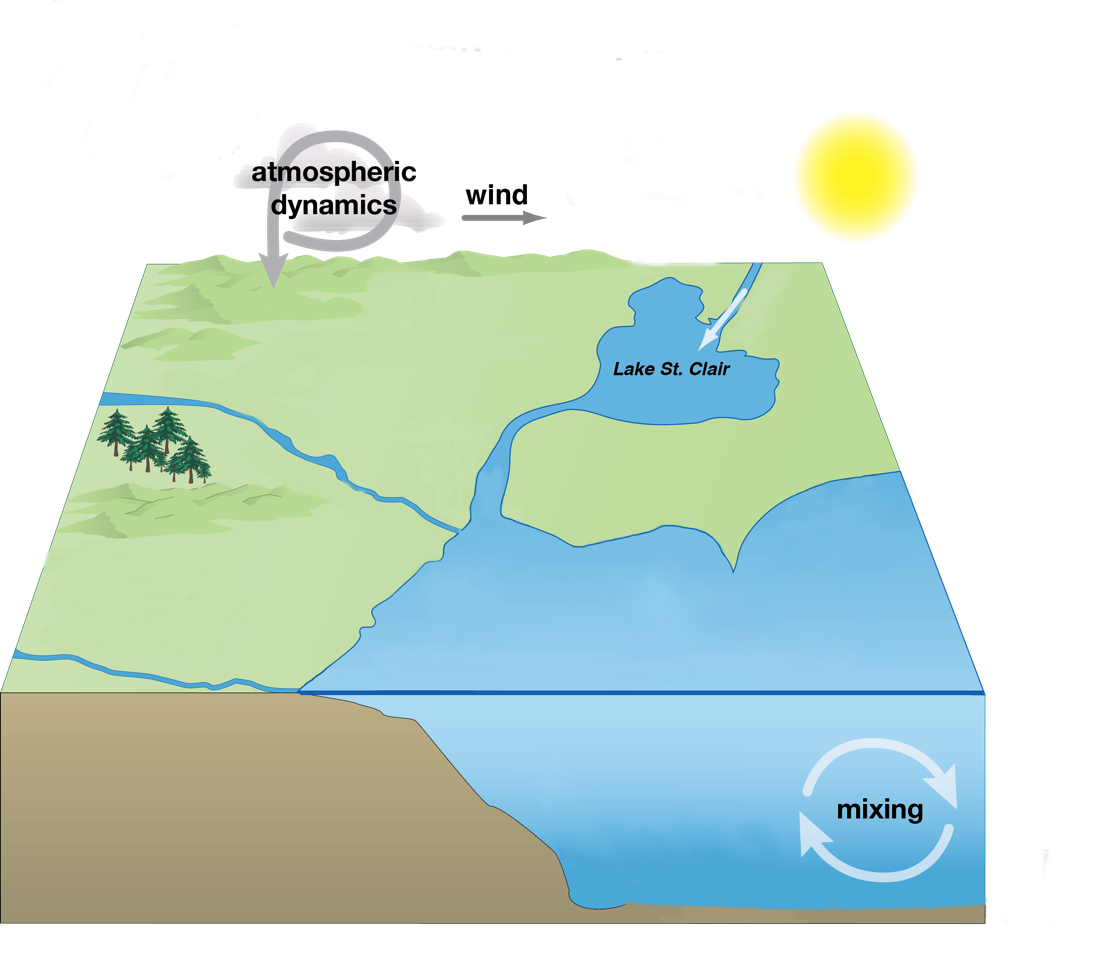 atmospheric
dynamics
wind
Lake St. Clair
mixing